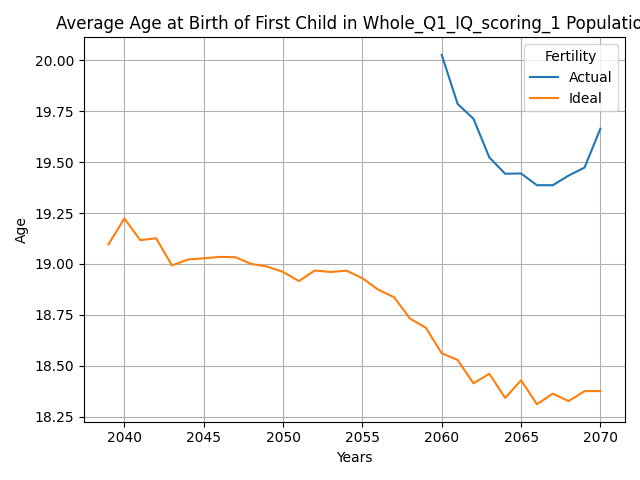 Average Age at Birth of First Child in Whole_Q1_IQ_scoring_1 Populatio
Fertility
Actual
Ideal
20.00
19.75
19.50
19.25
19.00
18.75
18.50
18.25
Age
2040 2045 2050 2055 2060 2065 2070
Years